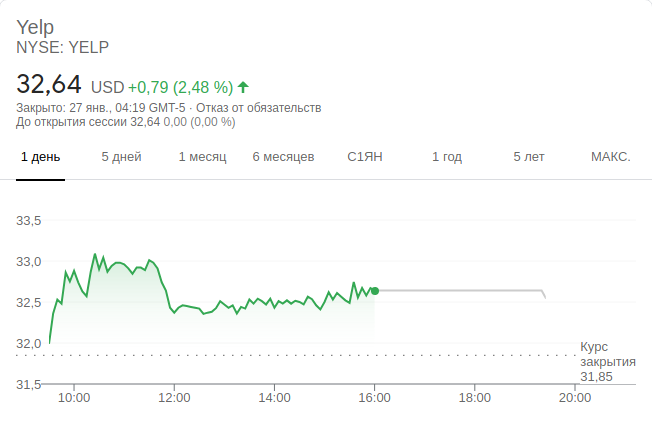 Yelp
NYSE: YELP
32,64 USD +0,79 (2,48 %)
Закрыто: 27 янв., 04:19 GMT-5 · Отказ от обязательств
До открытия сессии 32,64 0,00 (0,00 %)
1 день 5 дней 1 месяц 6 месяцев С1ЯН 1 год 5 лет МАКС.
33,5
33,0
32,5
32,0
Курс
закрытия
31,85
31,5
10:00 12:00 14:00 16:00 18:00 20:00